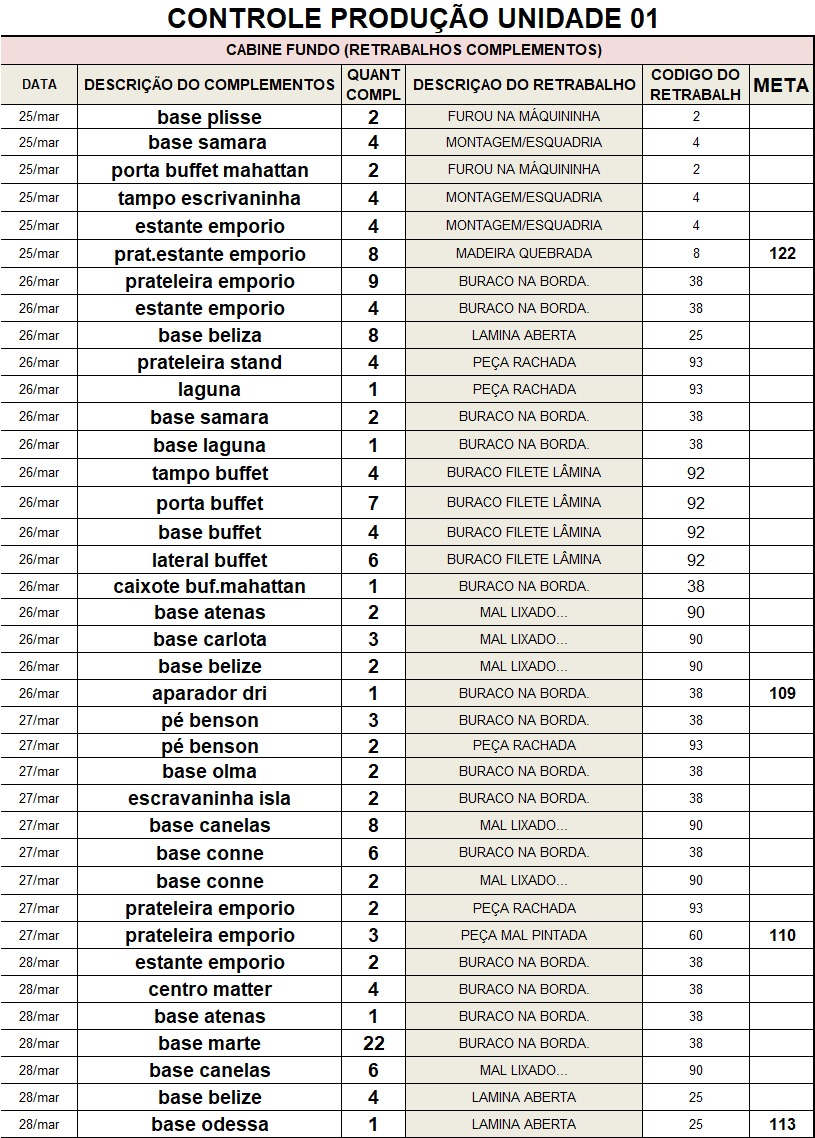 CONTROLE PRODUÇÃO UNIDADE 01
CABINE FUNDO (RETRABALHOS COMPLEMENTOS)
DATA DESCRIÇÃO DO COMPLEMENTOS QUANT COMPL DESCRIÇAO DO RETRABALHO CODIGO DO RETRABALH META
25/mar base plisse 2 FUROU NA MÁQUININHA 2
25/mar base samara 4 MONTAGEM/ESQUADRIA 4
25/mar porta buffet mahattan 2 FUROU NA MÁQUININHA 2
25/mar tampo escrivaninha 4 MONTAGEM/ESQUADRIA 4
25/mar estante emporio 4 MONTAGEM/ESQUADRIA 4
25/mar prat.estante emporio 8 MADEIRA QUEBRADA 8 122
26/mar prateleira emporio 9 BURACO NA BORDA. 38
26/mar estante emporio 4 BURACO NA BORDA. 38
26/mar base beliza 8 LAMINA ABERTA 25
26/mar prateleira stand 4 PEÇA RACHADA 93
26/mar laguna 1 PEÇA RACHADA 93
26/mar base samara 2 BURACO NA BORDA. 38
26/mar base laguna 1 BURACO NA BORDA. 38
26/mar tampo buffet 4 BURACO FILETE LÂMINA 92
26/mar porta buffet 7 BURACO FILETE LÂMINA 92
26/mar base buffet 4 BURACO FILETE LÂMINA 92
26/mar lateral buffet 6 BURACO FILETE LÂMINA 92
26/mar caixote buf.mahattan 1 BURACO NA BORDA. 38
26/mar base atenas 2 MAL LIXADO... 90
26/mar base carlota 3 MAL LIXADO... 90
26/mar base belize 2 MAL LIXADO... 90
26/mar aparador dri 1 BURACO NA BORDA. 38 109
27/mar pé benson 3 BURACO NA BORDA. 38
27/mar pé benson 2 PEÇA RACHADA 93
27/mar base olma 2 BURACO NA BORDA. 38
27/mar escravaninha isla 2 BURACO NA BORDA. 38
27/mar base canelas 8 MAL LIXADO... 90
27/mar base conne 6 BURACO NA BORDA. 38
27/mar base conne 2 MAL LIXADO... 90
27/mar prateleira emporio 2 PEÇA RACHADA 93
27/mar prateleira emporio 3 PEÇA MAL PINTADA 60 110
28/mar estante emporio 2 BURACO NA BORDA. 38
28/mar centro matter 4 BURACO NA BORDA. 38
28/mar base atenas 1 BURACO NA BORDA. 38
28/mar base marte 22 BURACO NA BORDA. 38
28/mar base canelas 6 MAL LIXADO... 90
28/mar base belize 4 LAMINA ABERTA 25
28/mar base odessa 1 LAMINA ABERTA 25 113